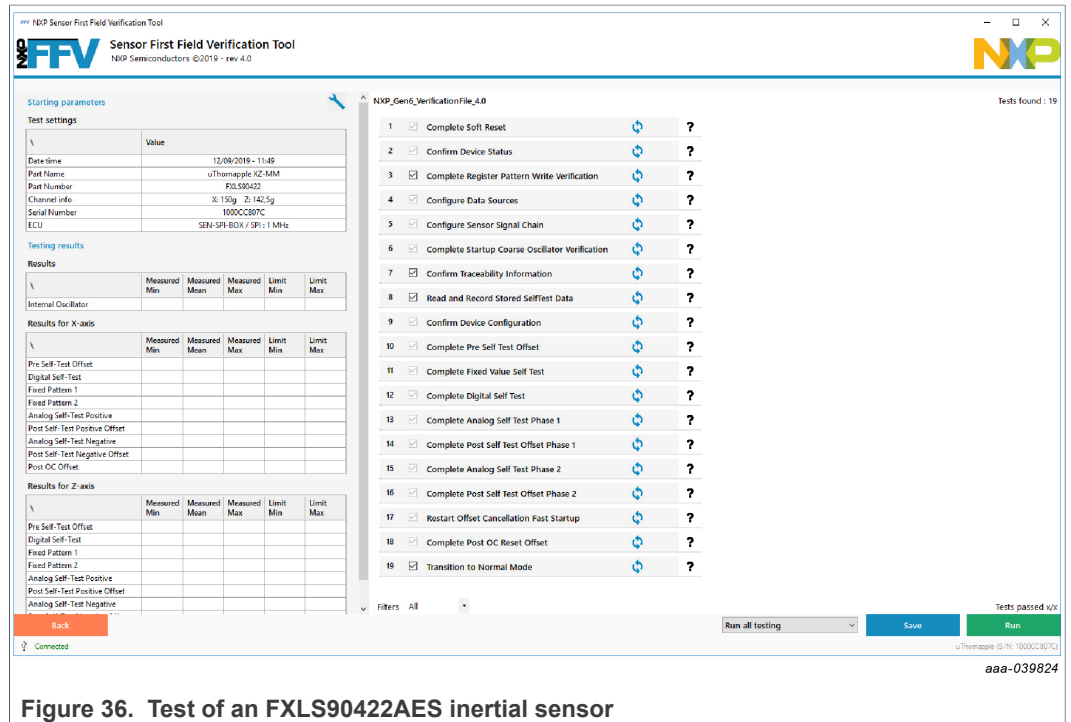 FFV NXP Sensor First Field Verification Tool
NXP FFV
Sensor First Field Verification Tool
NXP Semiconductors ©2019 - rev 4.0
NXP
Starting parameters
Test settings
\ Value
Date time 12/09/2019 - 11:49
Part Name uThornapple XZ-MM
Part Number FXLS90422
Channel info X: 150g Z: 142,5g
Serial Number 1000CC807C
ECU SEN-SPI-BOX / SPI : 1 MHz
Testing results
Results
\ Measured Min Measured Mean Measured Max Limit Min Limit Max
Internal Oscillator
Results for X-axis
\ Measured Min Measured Mean Measured Max Limit Min Limit Max
Pre Self-Test Offset
Digital Self-Test
Fixed Pattern 1
Fixed Pattern 2
Analog Self-Test Positive
Post Self-Test Positive Offset
Analog Self-Test Negative
Post Self-Test Negative Offset
Post OC Offset
Results for Z-axis
\ Measured Min Measured Mean Measured Max Limit Min Limit Max
Pre Self-Test Offset
Digital Self-Test
Fixed Pattern 1
Fixed Pattern 2
Analog Self-Test Positive
Post Self-Test Positive Offset
Analog Self-Test Negative
NXP_Gen6_VerificationFile_4.0
Tests found : 19
1 Complete Soft Reset ?
2 Confirm Device Status ?
3 Complete Register Pattern Write Verification ?
4 Configure Data Sources ?
5 Configure Sensor Signal Chain ?
6 Complete Startup Coarse Oscillator Verification ?
7 Confirm Traceability Information ?
8 Read and Record Stored SelfTest Data ?
9 Confirm Device Configuration ?
10 Complete Pre Self Test Offset ?
11 Complete Fixed Value Self Test ?
12 Complete Digital Self Test ?
13 Complete Analog Self Test Phase 1 ?
14 Complete Post Self Test Offset Phase 1 ?
15 Complete Analog Self Test Phase 2 ?
16 Complete Post Self Test Offset Phase 2 ?
17 Restart Offset Cancellation Fast Startup ?
18 Complete Post OC Reset Offset ?
19 Transition to Normal Mode ?
Filters All
Tests passed x/x
Back
Run all testing
Save
Run
Connected
uThornapple (S/N: 1000CC807C)
aaa-039824
Figure 36. Test of an FXLS90422AES inertial sensor